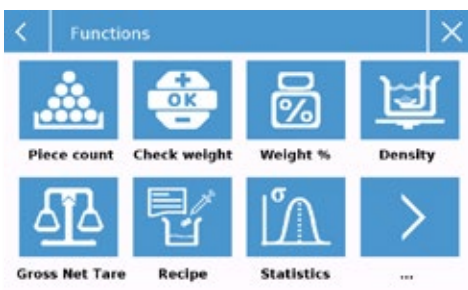 Functions
OK
%
Piece count Check weight Weight % Density
σ
Gross Net Tare Recipe Statistics ...